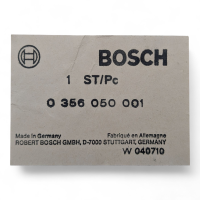 BOSCH
1 ST/Pc
0 356 050 001
Made in Germany Fabriqué en Allemagne
ROBERT BOSCH GMBH, D-7000 STUTTGART, GERMANY
W 040710